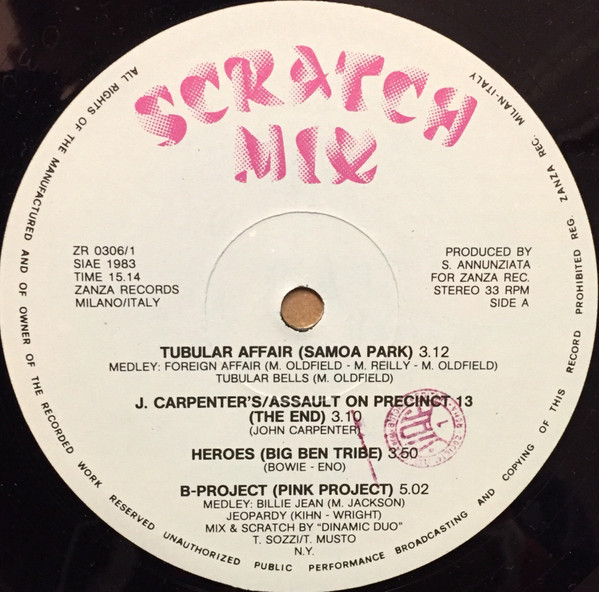 SCRATCH
MIX
ZR 0306/1
SIAE 1983
TIME 15.14
ZANZA RECORDS
MILANO/ITALY
PRODUCED BY
S. ANNUNZIATA
FOR ZANZA REC.
STEREO 33 RPM
SIDE A
TUBULAR AFFAIR (SAMOA PARK) 3.12
MEDLEY: FOREIGN AFFAIR (M. OLDFIELD - M. REILLY - M. OLDFIELD)
TUBULAR BELLS (M. OLDFIELD)
J. CARPENTER'S/ASSAULT ON PRECINCT 13
(THE END) 3.10
(JOHN CARPENTER)
HEROES (BIG BEN TRIBE) 3.50
(BOWIE - ENO)
B-PROJECT (PINK PROJECT) 5.02
MEDLEY: BILLIE JEAN (M. JACKSON)
JEOPARDY (KIHN - WRIGHT)
MIX & SCRATCH BY "DINAMIC DUO"
T. SOZZI/T. MUSTO
N.Y.
ALL RIGHTS OF THE MANUFACTURED AND OF OWNER OF THE RECORDED WORK RESERVED UNAUTHORIZED PUBLIC PERFORMANCE BROADCASTING AND COPYING OF THIS RECORD PROHIBITED REG. ZANZA REC. MILAN-ITALY